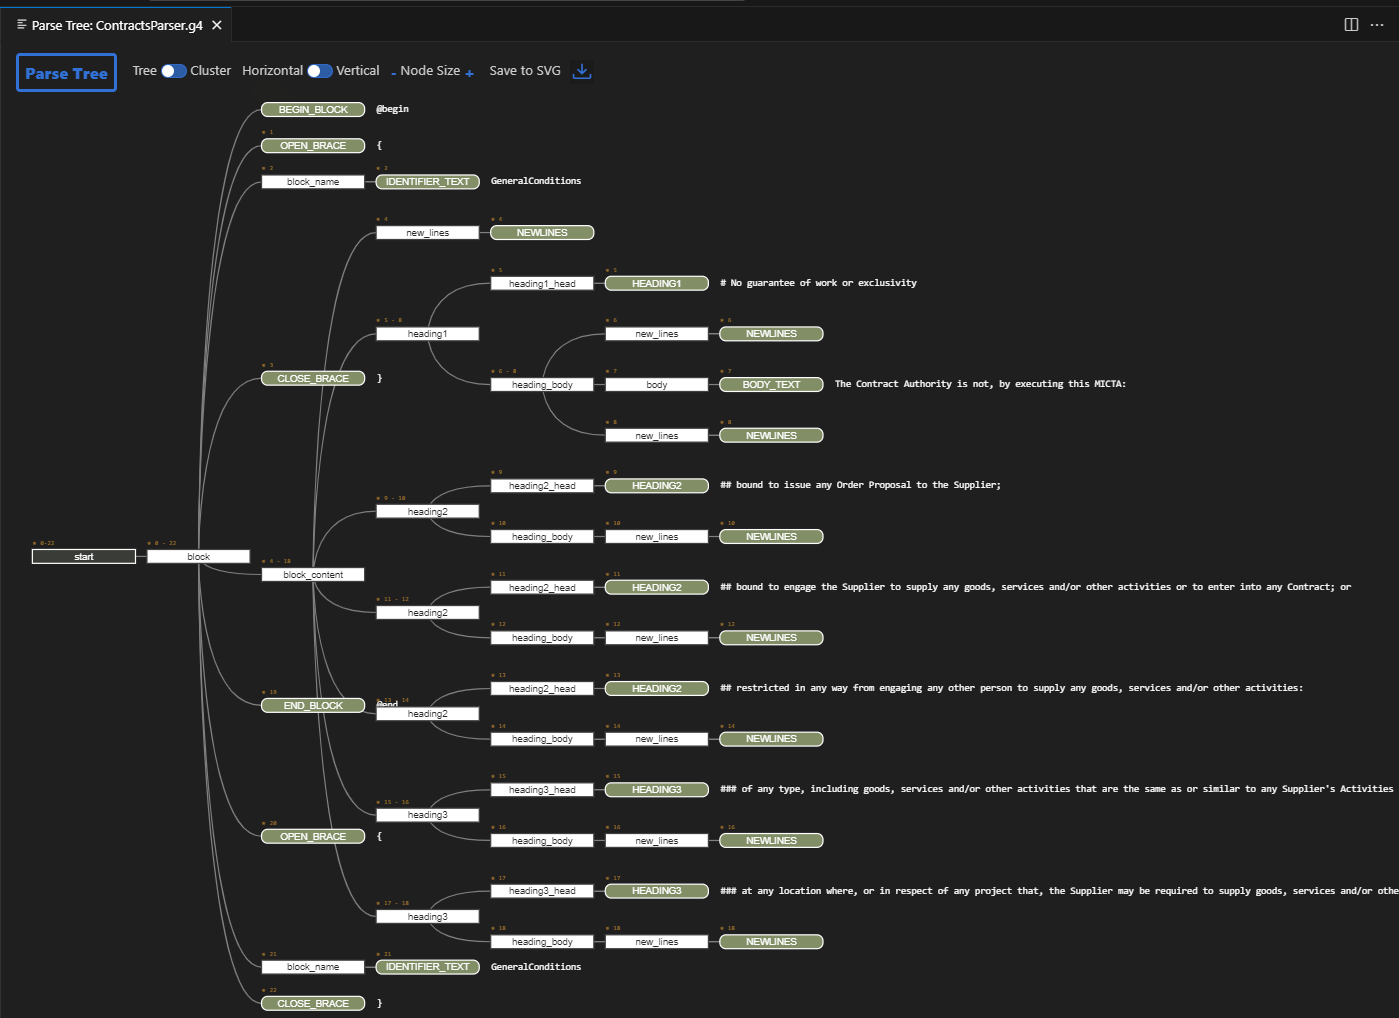 Parse Tree: ContractsParser.g4
Parse Tree Tree Cluster Horizontal Vertical - Node Size + Save to SVG
BEGIN_BLOCK @begin
* 1
OPEN_BRACE {
* 2 * 2
block_name IDENTIFIER_TEXT GeneralConditions
* 4 * 4
new_lines NEWLINES
* 5 * 5
heading1_head HEADING1 # No guarantee of work or exclusivity
* 5 - 8 * 6 * 6
heading1 new_lines NEWLINES
* 3 * 6 - 8 * 7 * 7
CLOSE_BRACE } heading_body body BODY_TEXT The Contract Authority is not, by executing this MICTA:
* 8 * 8
new_lines NEWLINES
* 9 * 9
heading2_head HEADING2 ## bound to issue any Order Proposal to the Supplier;
* 9 - 10
heading2
* 10 * 10 * 10
heading_body new_lines NEWLINES
* 0-22 * 0 - 22
start block
* 4 - 18
block_content
* 11 * 11
heading2_head HEADING2 ## bound to engage the Supplier to supply any goods, services and/or other activities or to enter into any Contract; or
* 11 - 12
heading2
* 12 * 12 * 12
heading_body new_lines NEWLINES
* 13 * 13
heading2_head HEADING2 ## restricted in any way from engaging any other person to supply any goods, services and/or other activities:
* 19 * 13 - 14
END_BLOCK @end
heading2
* 14 * 14 * 14
heading_body new_lines NEWLINES
* 15 * 15
heading3_head HEADING3 ### of any type, including goods, services and/or other activities that are the same as or similar to any Supplier's Activities
* 15 - 16
heading3
* 20 * 16 * 16 * 16
OPEN_BRACE { heading_body new_lines NEWLINES
* 17 * 17
heading3_head HEADING3 ### at any location where, or in respect of any project that, the Supplier may be required to supply goods, services and/or othe
* 17 - 18
heading3
* 18 * 18 * 18
heading_body new_lines NEWLINES
* 21 * 21
block_name IDENTIFIER_TEXT GeneralConditions
* 22
CLOSE_BRACE }